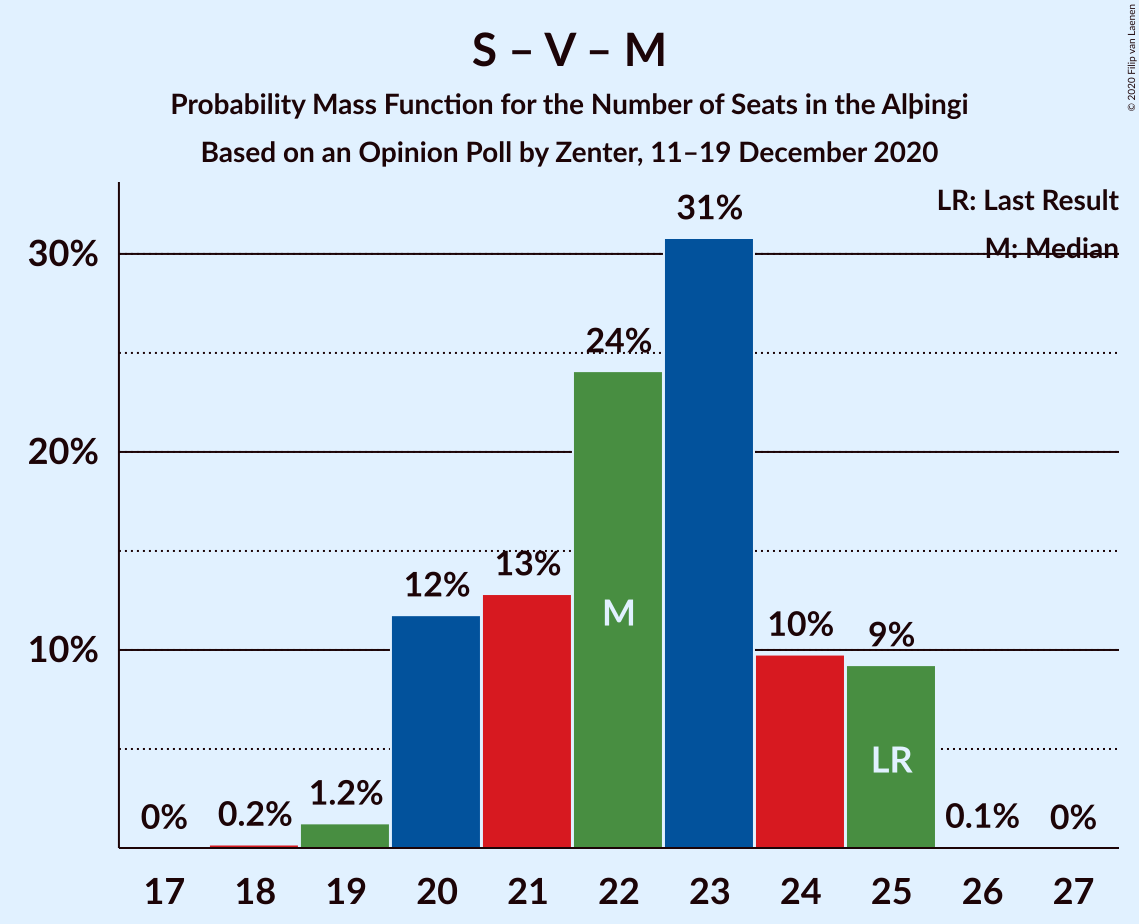 S – V – M
Probability Mass Function for the Number of Seats in the Alþingi
Based on an Opinion Poll by Zenter, 11–19 December 2020
© 2020 Filip van Laenen
LR: Last Result
M: Median
30%
20%
10%
0%
0.2%
1.2%
12%
13%
24%
31%
10%
9%
0.1%
0%
M
LR
17 18 19 20 21 22 23 24 25 26 27